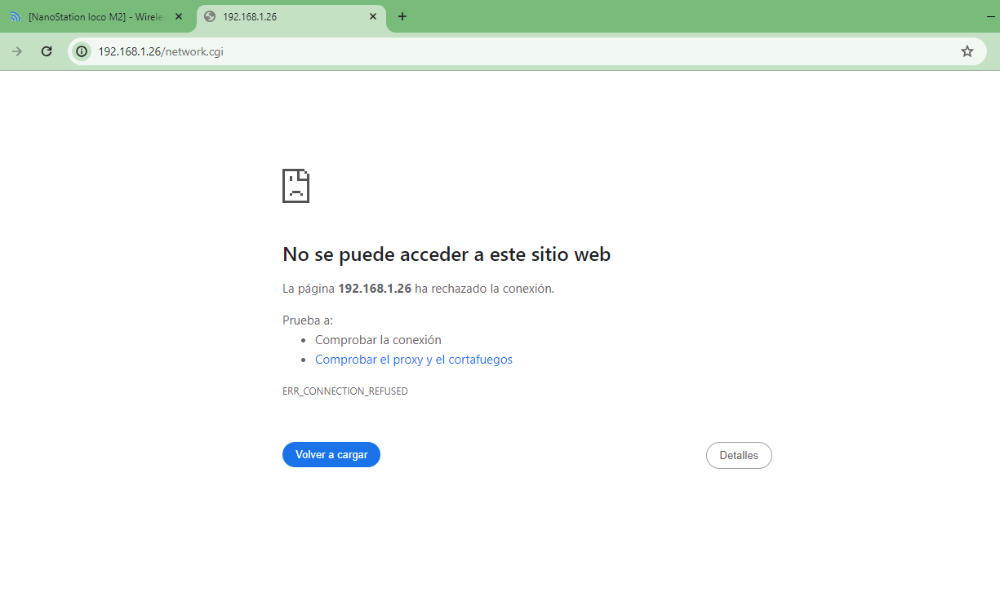 [NanoStation loco M2] - Wirele
192.168.1.26
192.168.1.26/network.cgi
No se puede acceder a este sitio web
La página 192.168.1.26 ha rechazado la conexión.
Prueba a:
Comprobar la conexión
Comprobar el proxy y el cortafuegos
ERR_CONNECTION_REFUSED
Volver a cargar
Detalles